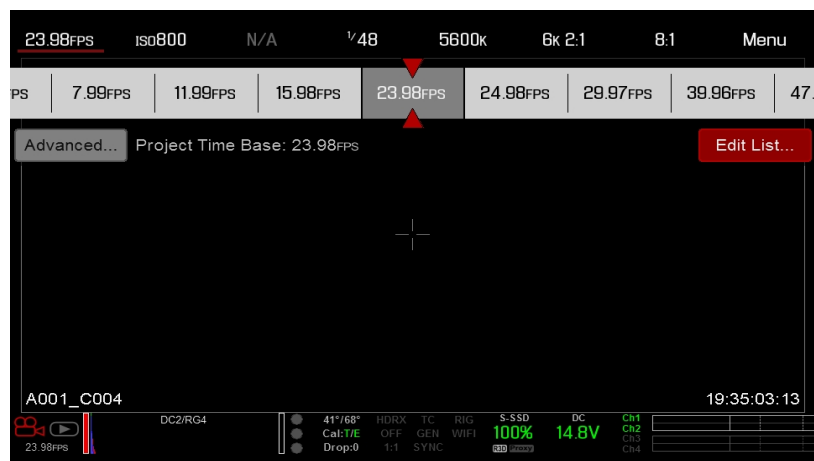 23.98FPS ISO800 N/A 1/48 5600K 6K 2:1 8:1 Menu
PS 7.99FPS 11.99FPS 15.98FPS 23.98FPS 24.98FPS 29.97FPS 39.96FPS 47.
Advanced... Project Time Base: 23.98FPS Edit List...
A001_C004 19:35:03:13
DC2/RG4 41°/68° HDRX TC RIG S-SSD DC Ch1
Cal:T/E OFF GEN WIFI 100% 14.8V Ch2
23.98FPS Drop:0 1:1 SYNC R3D Proxy Ch3
Ch4